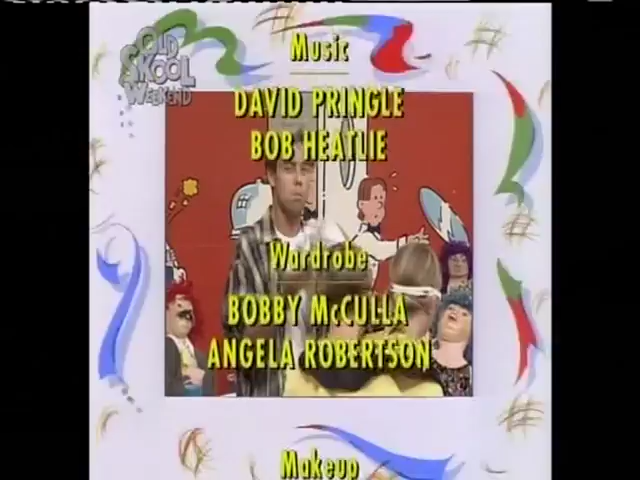 OLD
SKOOL
WEEKEND
Music
DAVID PRINGLE
BOB HEATLIE
Wardrobe
BOBBY McCULLA
ANGELA ROBERTSON
Makeup